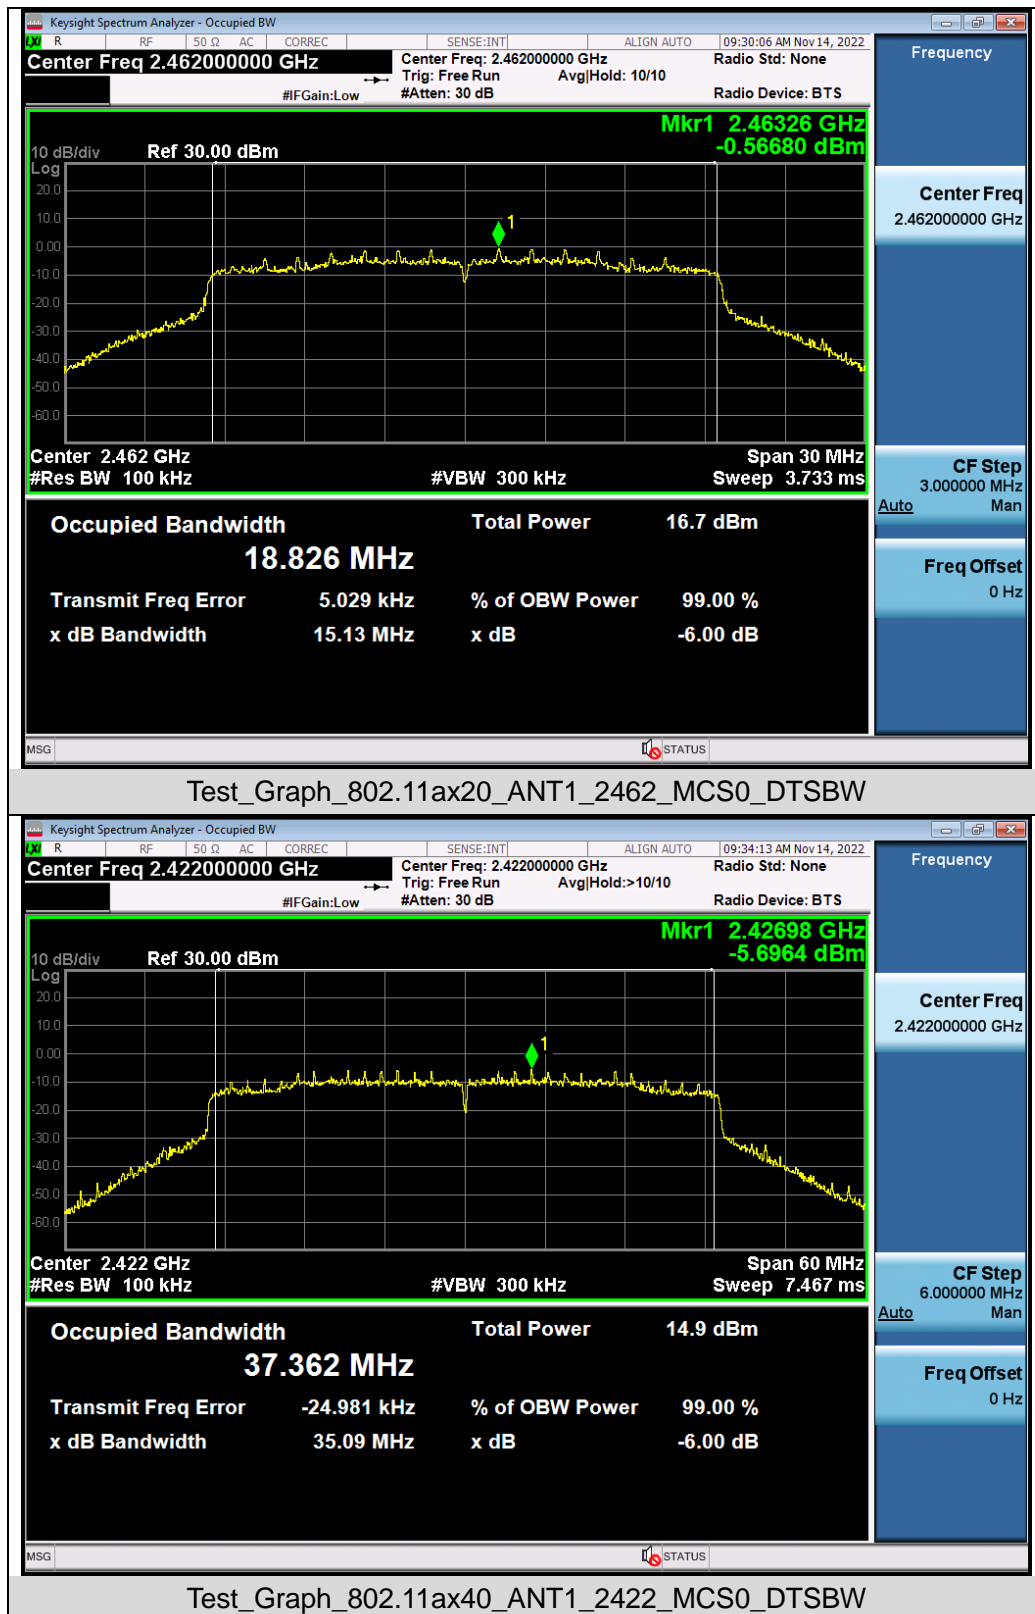 Keysight Spectrum Analyzer - Occupied BW
LXI R RF 50 Ω AC CORREC SENSE:INT ALIGN AUTO 09:30:06 AM Nov 14, 2022
Center Freq 2.462000000 GHz
Center Freq: 2.462000000 GHz Radio Std: None
Trig: Free Run Avg|Hold: 10/10
#IFGain:Low #Atten: 30 dB Radio Device: BTS
Frequency
Mkr1 2.46326 GHz
-0.56680 dBm
10 dB/div Ref 30.00 dBm
Log
20.0
10.0
0.00
-10.0
-20.0
-30.0
-40.0
-50.0
-60.0
1
Center 2.462 GHz Span 30 MHz
#Res BW 100 kHz #VBW 300 kHz Sweep 3.733 ms
Center Freq
2.462000000 GHz
CF Step
3.000000 MHz
Auto Man
Freq Offset
0 Hz
Occupied Bandwidth Total Power 16.7 dBm
18.826 MHz
Transmit Freq Error 5.029 kHz % of OBW Power 99.00 %
x dB Bandwidth 15.13 MHz x dB -6.00 dB
MSG STATUS
Test_Graph_802.11ax20_ANT1_2462_MCS0_DTSBW
Keysight Spectrum Analyzer - Occupied BW
LXI R RF 50 Ω AC CORREC SENSE:INT ALIGN AUTO 09:34:13 AM Nov 14, 2022
Center Freq 2.422000000 GHz
Center Freq: 2.422000000 GHz Radio Std: None
Trig: Free Run Avg|Hold:>10/10
#IFGain:Low #Atten: 30 dB Radio Device: BTS
Frequency
Mkr1 2.42698 GHz
-5.6964 dBm
10 dB/div Ref 30.00 dBm
Log
20.0
10.0
0.00
-10.0
-20.0
-30.0
-40.0
-50.0
-60.0
1
Center 2.422 GHz Span 60 MHz
#Res BW 100 kHz #VBW 300 kHz Sweep 7.467 ms
Center Freq
2.422000000 GHz
CF Step
6.000000 MHz
Auto Man
Freq Offset
0 Hz
Occupied Bandwidth Total Power 14.9 dBm
37.362 MHz
Transmit Freq Error -24.981 kHz % of OBW Power 99.00 %
x dB Bandwidth 35.09 MHz x dB -6.00 dB
MSG STATUS
Test_Graph_802.11ax40_ANT1_2422_MCS0_DTSBW